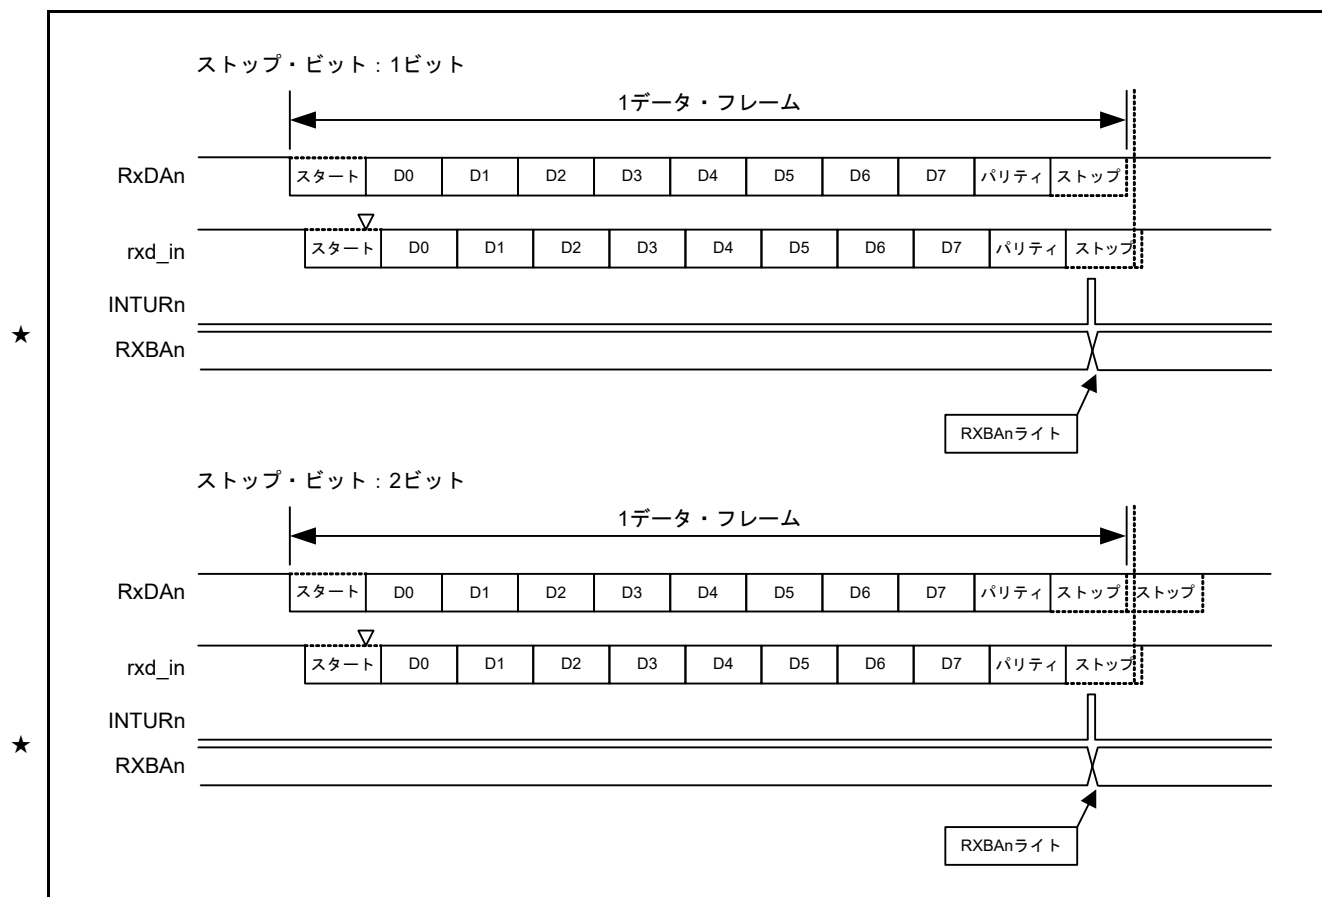 ストップ・ビット：1ビット
1データ・フレーム
RxDAn スタート D0 D1 D2 D3 D4 D5 D6 D7 パリティ ストップ
rxd_in スタート D0 D1 D2 D3 D4 D5 D6 D7 パリティ ストップ
INTURn
★
RXBAn
RXBAnライト
ストップ・ビット：2ビット
1データ・フレーム
RxDAn スタート D0 D1 D2 D3 D4 D5 D6 D7 パリティ ストップ ストップ
rxd_in スタート D0 D1 D2 D3 D4 D5 D6 D7 パリティ ストップ
INTURn
★
RXBAn
RXBAnライト